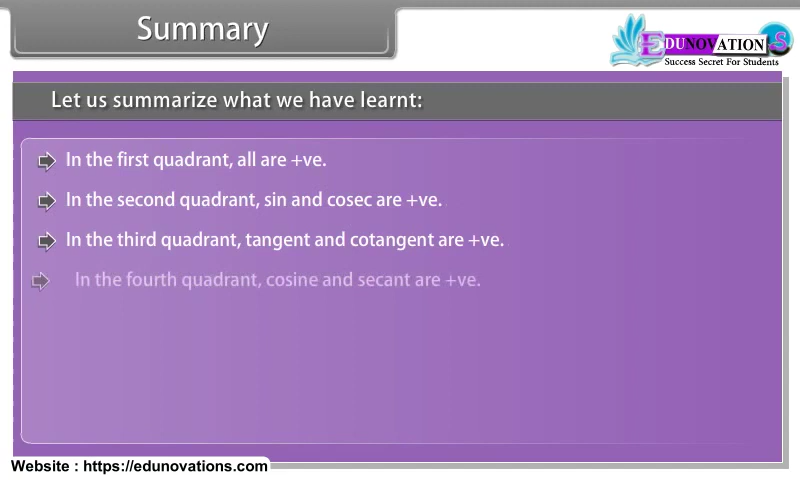 Summary
EDUNOVATIONS
Success Secret For Students
Let us summarize what we have learnt:
In the first quadrant, all are +ve.
In the second quadrant, sin and cosec are +ve.
In the third quadrant, tangent and cotangent are +ve.
In the fourth quadrant, cosine and secant are +ve.
Website : https://edunovations.com